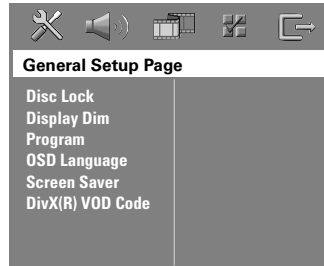 General Setup Page
Disc Lock
Display Dim
Program
OSD Language
Screen Saver
DivX(R) VOD Code